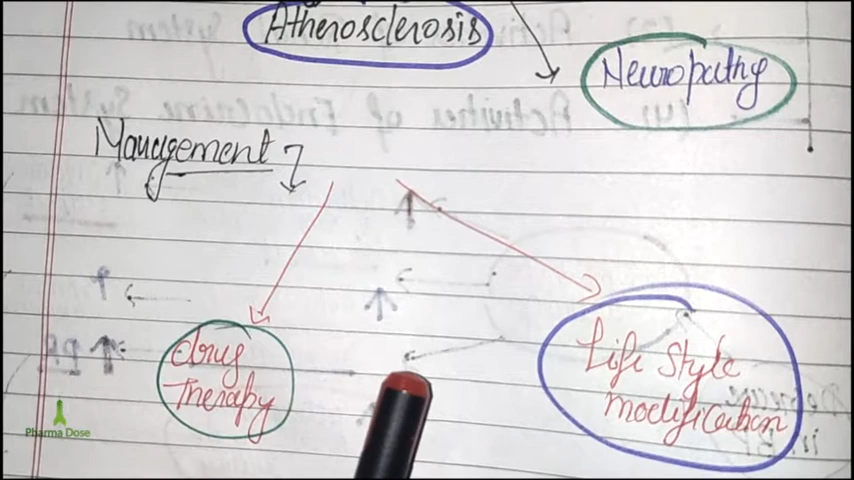 Atherosclerosis
Neuropathy
Management
drug
Therapy
Life Style
modification
Pharma Dose